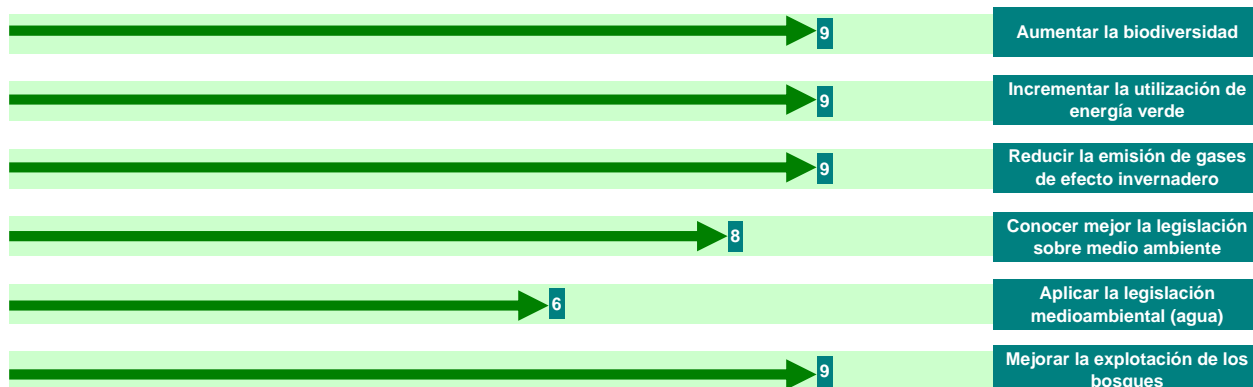 9
Aumentar la biodiversidad
9
Incrementar la utilización de
energía verde
9
Reducir la emisión de gases
de efecto invernadero
8
Conocer mejor la legislación
sobre medio ambiente
6
Aplicar la legislación
medioambiental (agua)
9
Mejorar la explotación de los
bosques